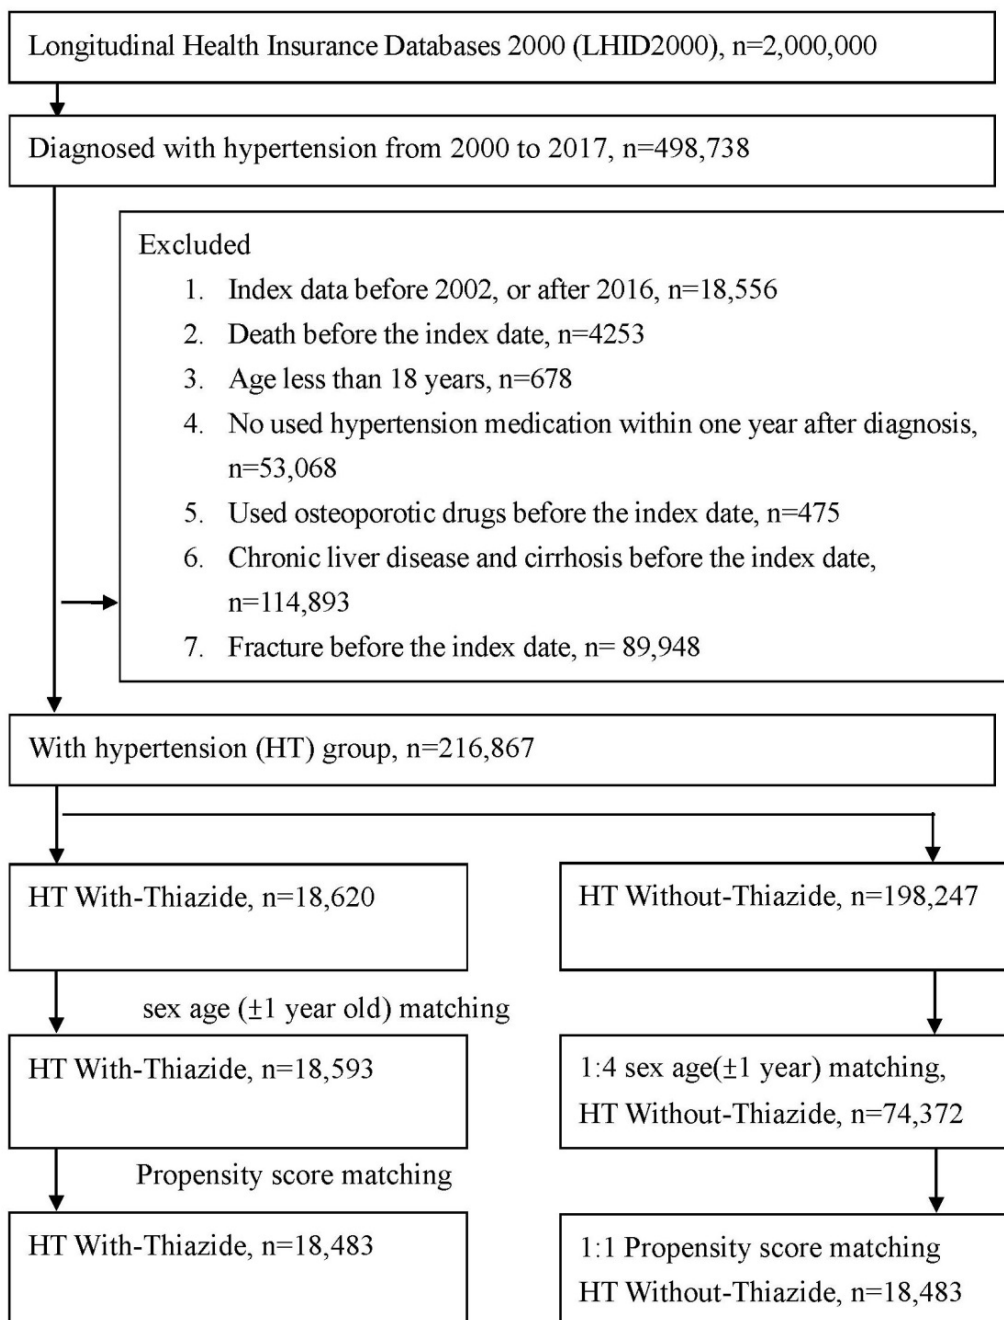 Longitudinal Health Insurance Databases 2000 (LHID2000), n=2,000,000
Diagnosed with hypertension from 2000 to 2017, n=498,738
Excluded
1. Index data before 2002, or after 2016, n=18,556
2. Death before the index date, n=4253
3. Age less than 18 years, n=678
4. No used hypertension medication within one year after diagnosis,
n=53,068
5. Used osteoporotic drugs before the index date, n=475
6. Chronic liver disease and cirrhosis before the index date,
n=114,893
7. Fracture before the index date, n= 89,948
With hypertension (HT) group, n=216,867
HT With-Thiazide, n=18,620
HT Without-Thiazide, n=198,247
sex age (±1 year old) matching
HT With-Thiazide, n=18,593
1:4 sex age(±1 year) matching,
HT Without-Thiazide, n=74,372
Propensity score matching
HT With-Thiazide, n=18,483
1:1 Propensity score matching
HT Without-Thiazide, n=18,483